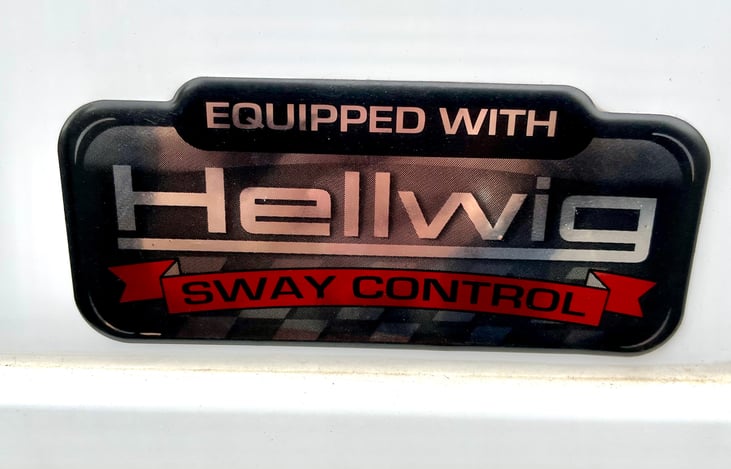 EQUIPPED WITH
Hellwig
SWAY CONTROL